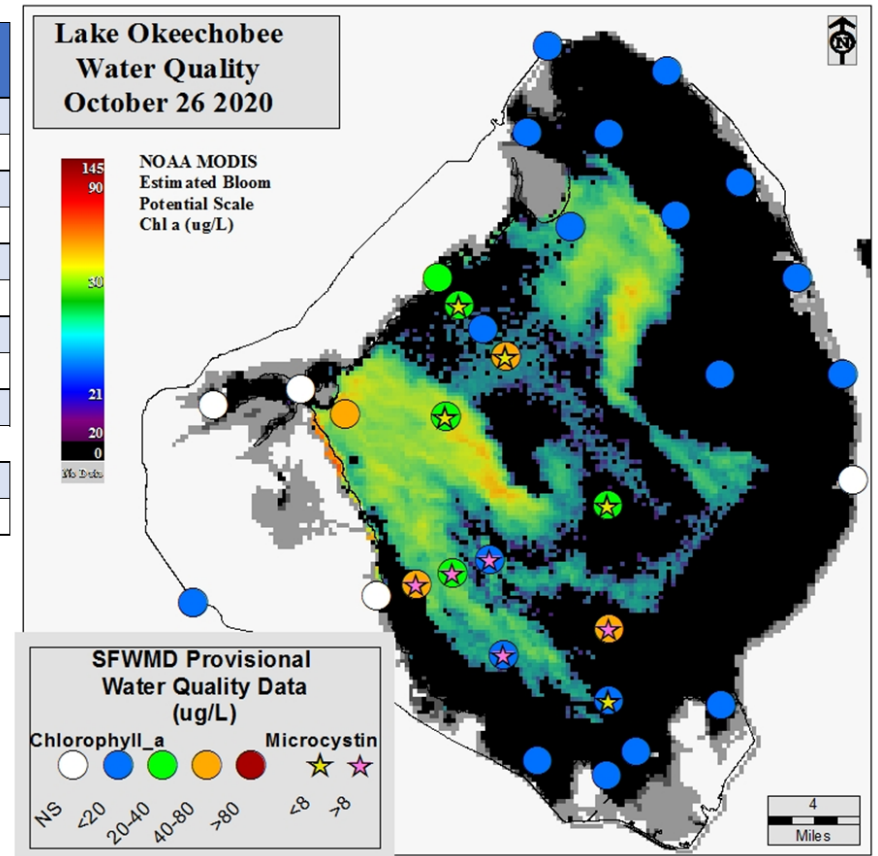 Lake Okeechobee
Water Quality
October 26 2020
N
NOAA MODIS
Estimated Bloom
Potential Scale
Chl a (ug/L)
145
90
30
21
20
0
No Data
SFWMD Provisional
Water Quality Data
(ug/L)
Chlorophyll_a Microcystin
NS <20 20-40 40-80 >80 <8 >8
4
Miles